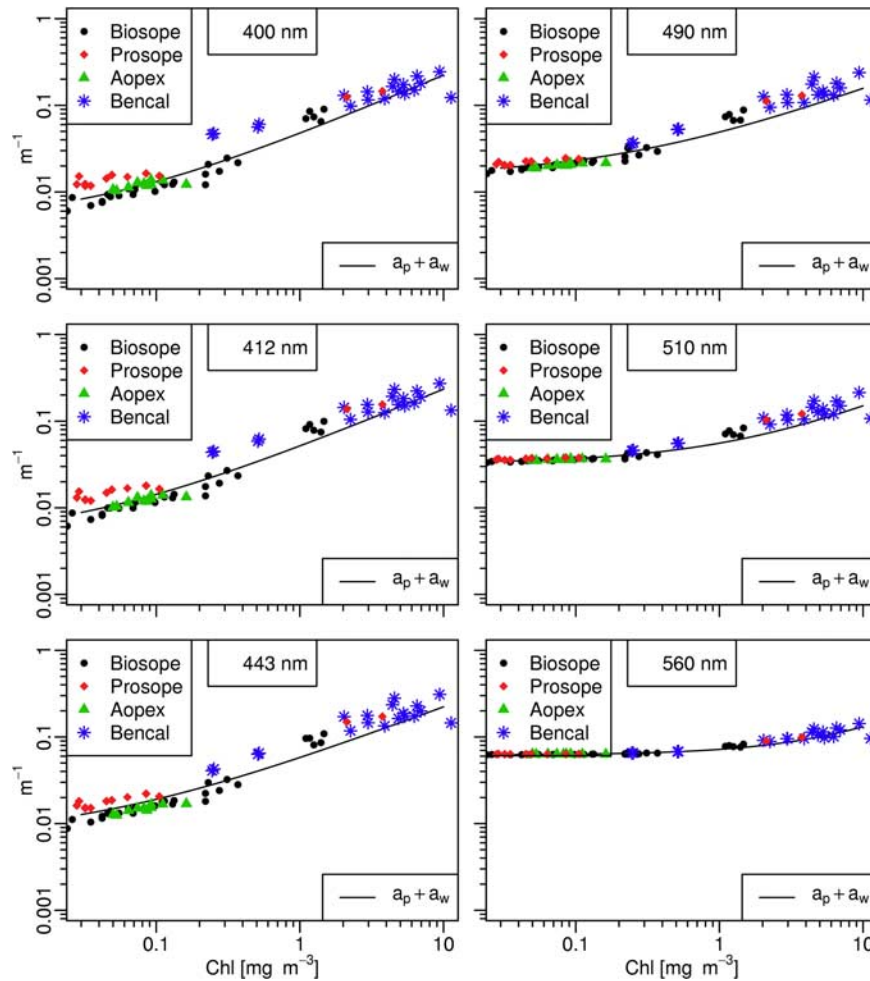 400 nm
Biosope
Prosope
Aopex
Bencal
1
0.1
0.01
0.001
m⁻¹
aₚ + a_w
490 nm
Biosope
Prosope
Aopex
Bencal
aₚ + a_w
412 nm
Biosope
Prosope
Aopex
Bencal
1
0.1
0.01
0.001
m⁻¹
aₚ + a_w
510 nm
Biosope
Prosope
Aopex
Bencal
aₚ + a_w
443 nm
Biosope
Prosope
Aopex
Bencal
1
0.1
0.01
0.001
m⁻¹
aₚ + a_w
0.1 1 10
Chl [mg m⁻³]
560 nm
Biosope
Prosope
Aopex
Bencal
aₚ + a_w
0.1 1 10
Chl [mg m⁻³]